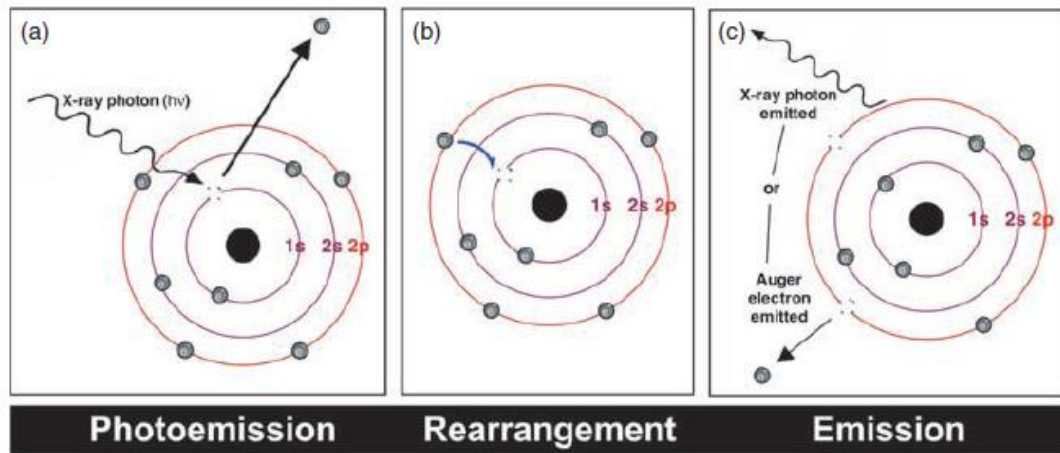 (a)
X-ray photon (hν)
1s 2s 2p
(b)
1s 2s 2p
(c)
X-ray photon
emitted
or
Auger
electron
emitted
1s 2s 2p
Photoemission Rearrangement Emission